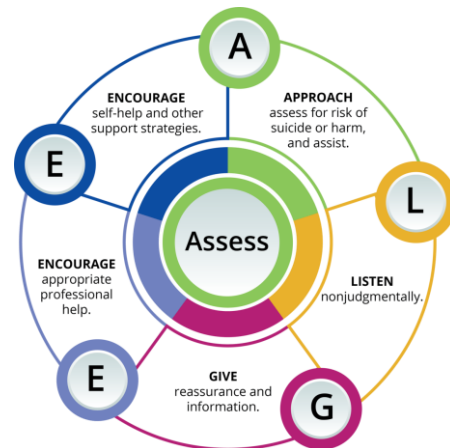 A
APPROACH
assess for risk of
suicide or harm,
and assist.
L
LISTEN
nonjudgmentally.
G
GIVE
reassurance and
information.
E
ENCOURAGE
appropriate
professional
help.
E
ENCOURAGE
self-help and other
support strategies.
Assess